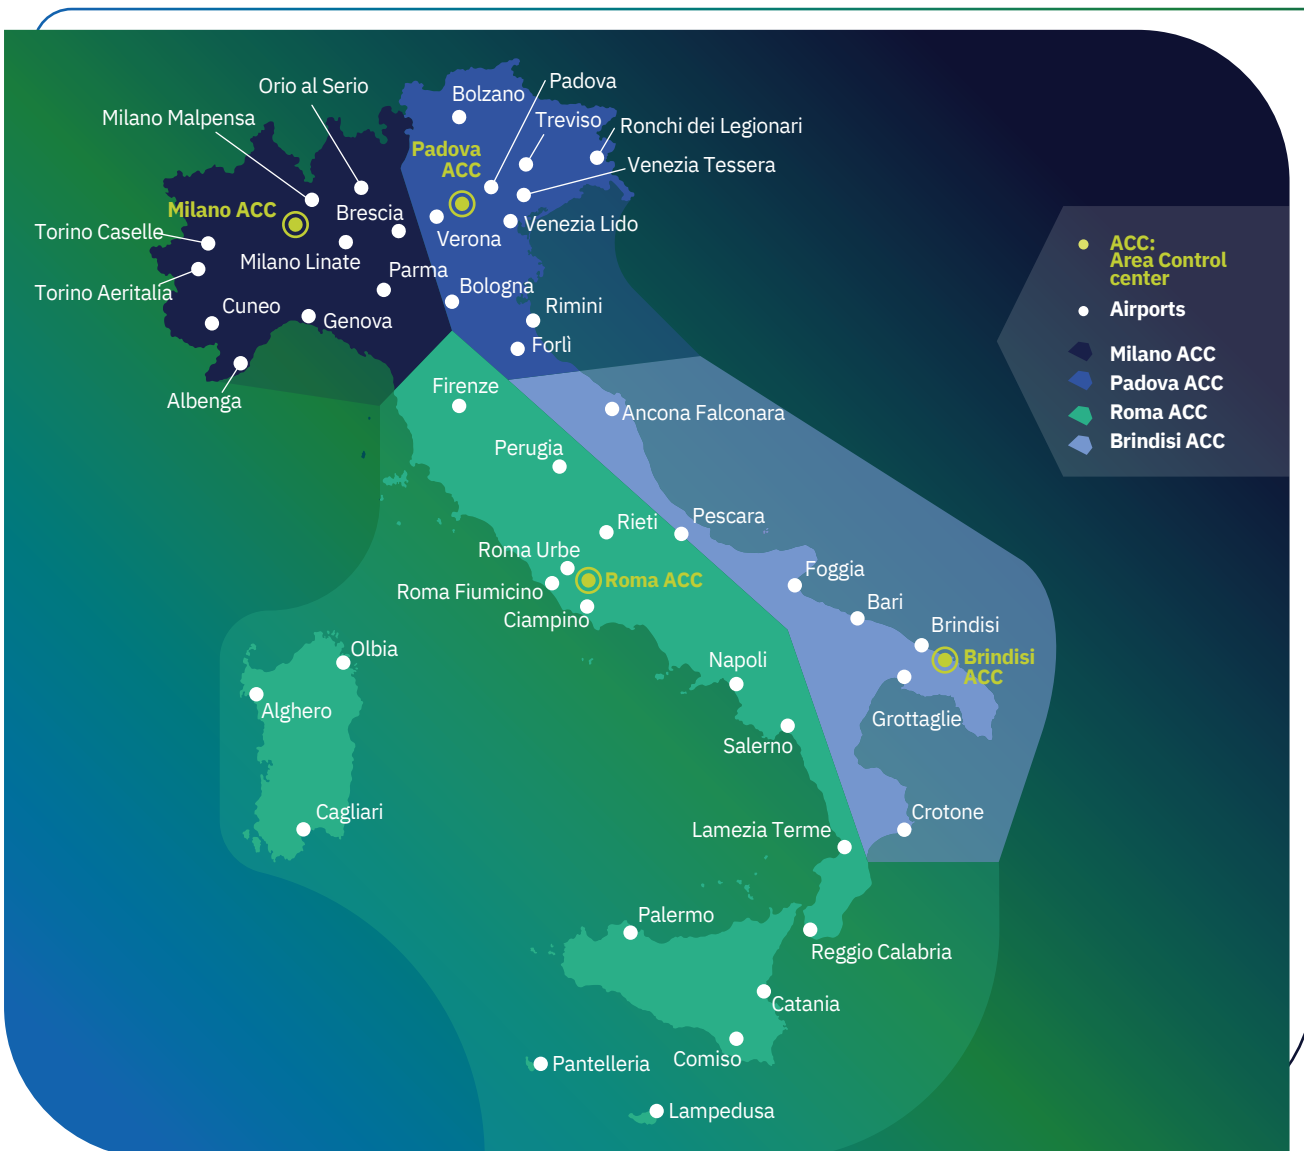 Orio al Serio
Milano Malpensa
Bolzano
Padova
Treviso
Ronchi dei Legionari
Padova
ACC
Venezia Tessera
Milano ACC
Brescia
Torino Caselle
Verona
Venezia Lido
Milano Linate
Parma
Torino Aeritalia
Bologna
Cuneo
Genova
Rimini
Forlì
Albenga
Firenze
Ancona Falconara
Perugia
Rieti
Pescara
Roma Urbe
Roma ACC
Roma Fiumicino
Ciampino
Foggia
Bari
Brindisi
Brindisi
ACC
Olbia
Napoli
Alghero
Grottaglie
Salerno
Cagliari
Crotone
Lamezia Terme
Palermo
Reggio Calabria
Catania
Comiso
Pantelleria
Lampedusa
ACC:
Area Control
center
Airports
Milano ACC
Padova ACC
Roma ACC
Brindisi ACC